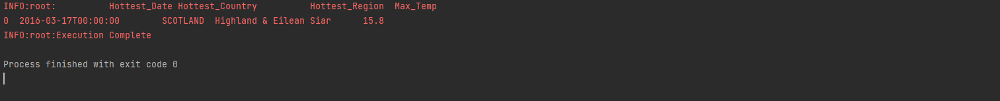 INFO:root:          Hottest_Date Hottest_Country          Hottest_Region  Max_Temp
0  2016-03-17T00:00:00        SCOTLAND  Highland & Eilean Siar      15.8
INFO:root:Execution Complete
Process finished with exit code 0